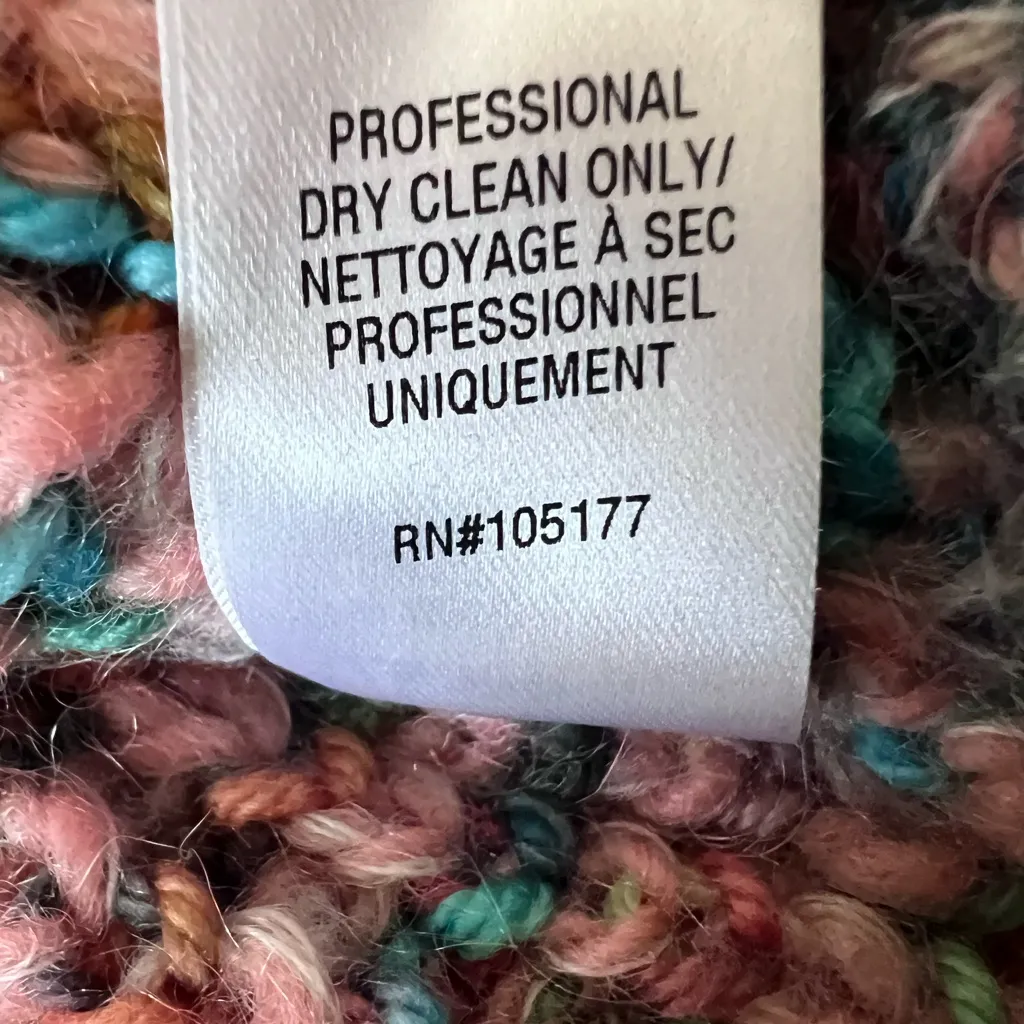 PROFESSIONAL
DRY CLEAN ONLY/
NETTOYAGE À SEC
PROFESSIONNEL
UNIQUEMENT
RN#105177